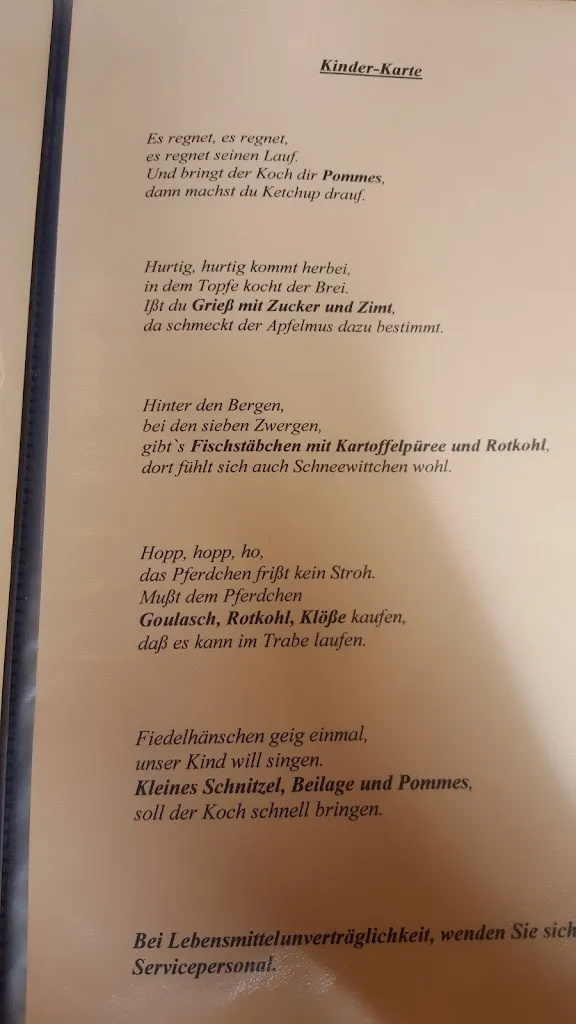 Kinder-Karte
Es regnet, es regnet,
es regnet seinen Lauf.
Und bringt der Koch dir Pommes,
dann machst du Ketchup drauf.
Hurtig, hurtig kommt herbei,
in dem Topfe kocht der Brei.
Ißt du Grieß mit Zucker und Zimt,
da schmeckt der Apfelmus dazu bestimmt.
Hinter den Bergen,
bei den sieben Zwergen,
gibt`s Fischstäbchen mit Kartoffelpüree und Rotkohl,
dort fühlt sich auch Schneewittchen wohl.
Hopp, hopp, ho,
das Pferdchen frißt kein Stroh.
Mußt dem Pferdchen
Goulasch, Rotkohl, Klöße kaufen,
daß es kann im Trabe laufen.
Fiedelhänschen geig einmal,
unser Kind will singen.
Kleines Schnitzel, Beilage und Pommes,
soll der Koch schnell bringen.
Bei Lebensmittelunverträglichkeit, wenden Sie sich
Servicepersonal.